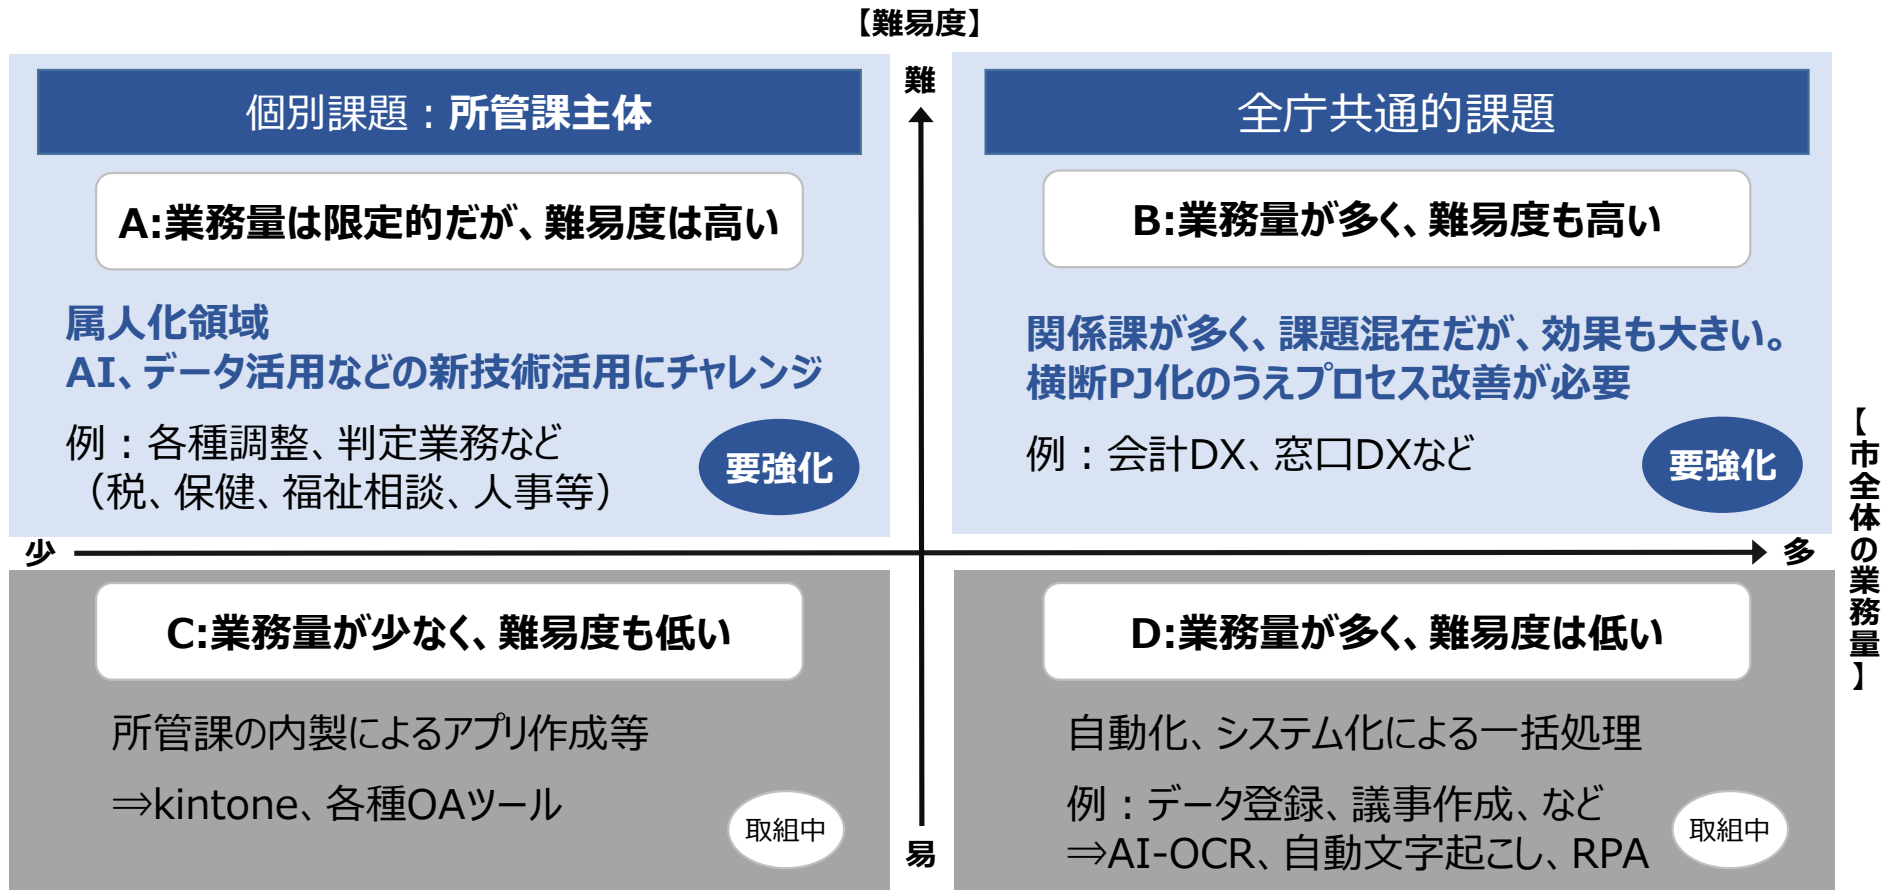 【難易度】
難
個別課題：所管課主体
A:業務量は限定的だが、難易度は高い
属人化領域
AI、データ活用などの新技術活用にチャレンジ
例：各種調整、判定業務など
（税、保健、福祉相談、人事等）
要強化
全庁共通的課題
B:業務量が多く、難易度も高い
関係課が多く、課題混在だが、効果も大きい。
横断PJ化のうえプロセス改善が必要
例：会計DX、窓口DXなど
要強化
少
多
【市全体の業務量】
C:業務量が少なく、難易度も低い
所管課の内製によるアプリ作成等
⇒kintone、各種OAツール
取組中
D:業務量が多く、難易度は低い
自動化、システム化による一括処理
例：データ登録、議事作成、など
⇒AI-OCR、自動文字起こし、RPA
取組中
易